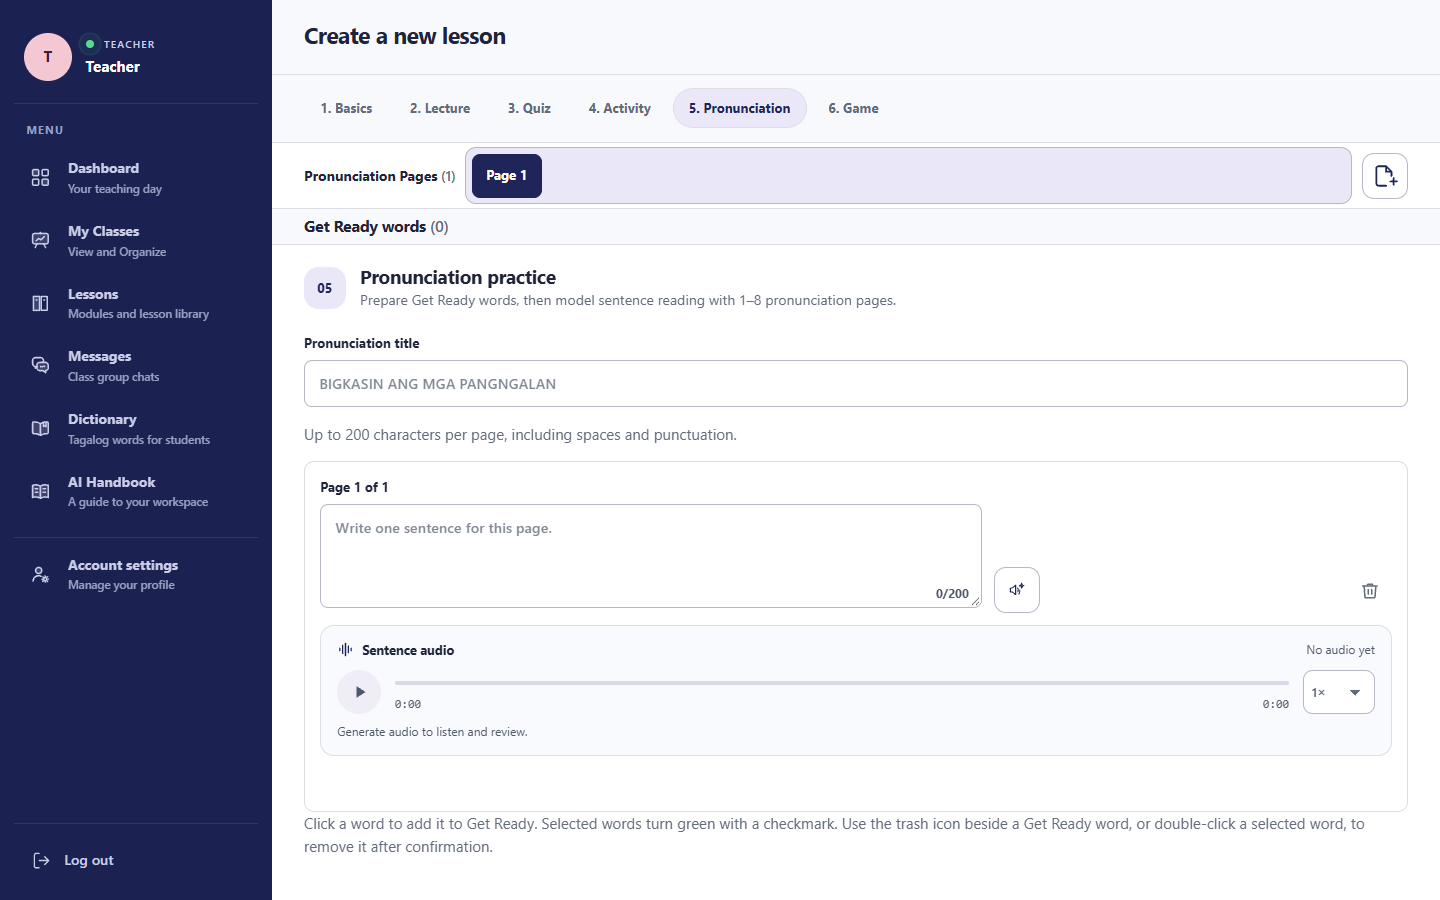 T
TEACHER
Teacher
MENU
Dashboard
Your teaching day
My Classes
View and Organize
Lessons
Modules and lesson library
Messages
Class group chats
Dictionary
Tagalog words for students
AI Handbook
A guide to your workspace
Account settings
Manage your profile
Log out
Create a new lesson
1. Basics
2. Lecture
3. Quiz
4. Activity
5. Pronunciation
6. Game
Pronunciation Pages (1)
Page 1
Get Ready words (0)
05
Pronunciation practice
Prepare Get Ready words, then model sentence reading with 1–8 pronunciation pages.
Pronunciation title
BIGKASIN ANG MGA PANGNGALAN
Up to 200 characters per page, including spaces and punctuation.
Page 1 of 1
Write one sentence for this page.
0/200
Sentence audio
No audio yet
0:00
0:00
1×
Generate audio to listen and review.
Click a word to add it to Get Ready. Selected words turn green with a checkmark. Use the trash icon beside a Get Ready word, or double-click a selected word, to
remove it after confirmation.